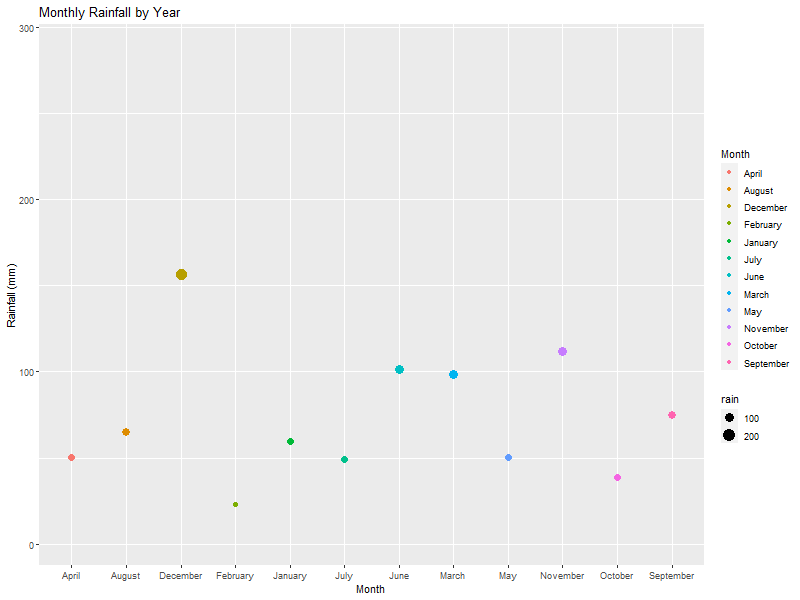 Monthly Rainfall by Year
300
200
100
0
Rainfall (mm)
April August December February January July June March May November October September
Month
Month
April
August
December
February
January
July
June
March
May
November
October
September
rain
100
200